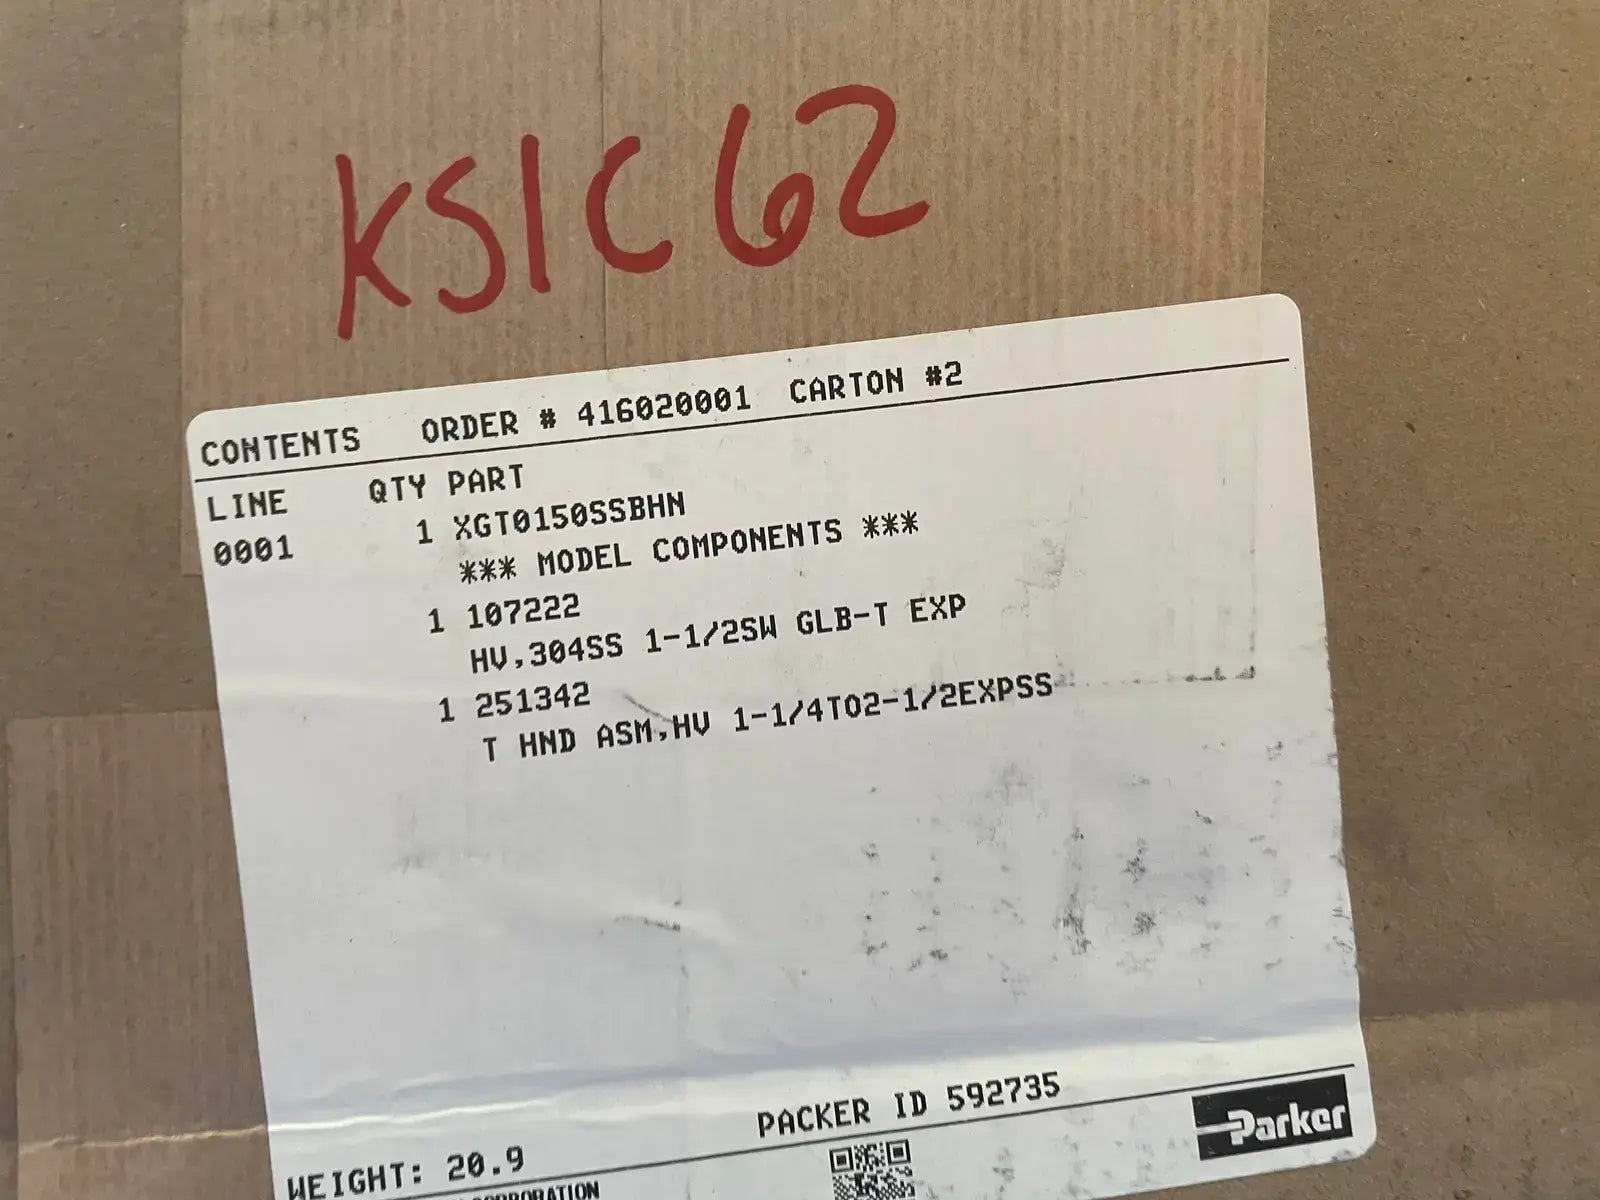 KS1C62
CONTENTS ORDER # 416020001 CARTON #2
LINE QTY PART
0001 1 XGT0150SSBHN
*** MODEL COMPONENTS ***
1 107222
HV,304SS 1-1/2SW GLB-T EXP
1 251342
T HND ASM,HV 1-1/4TO2-1/2EXPSS
PACKER ID 592735
Parker
WEIGHT: 20.9